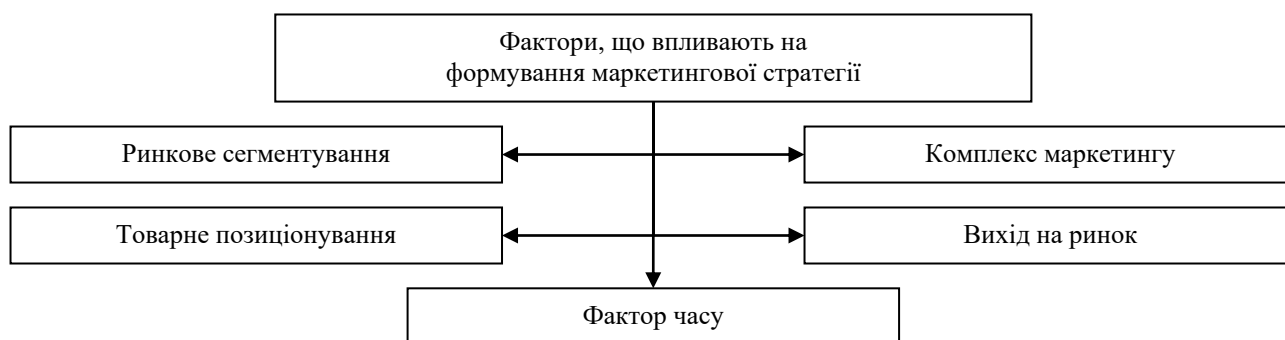 Фактори, що впливають на
формування маркетингової стратегії
Ринкове сегментування
Комплекс маркетингу
Товарне позиціонування
Вихід на ринок
Фактор часу